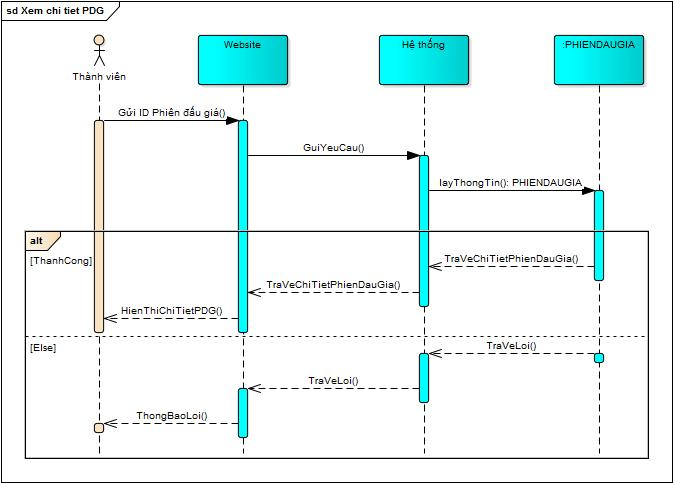 sd Xem chi tiet PDG
Thành viên
Website
Hệ thống
:PHIENDAUGIA
Gửi ID Phiên đấu giá()
GuiYeuCau()
layThongTin(): PHIENDAUGIA
alt
[ThanhCong]
TraVeChiTietPhienDauGia()
TraVeChiTietPhienDauGia()
HienThiChiTietPDG()
[Else]
TraVeLoi()
TraVeLoi()
ThongBaoLoi()